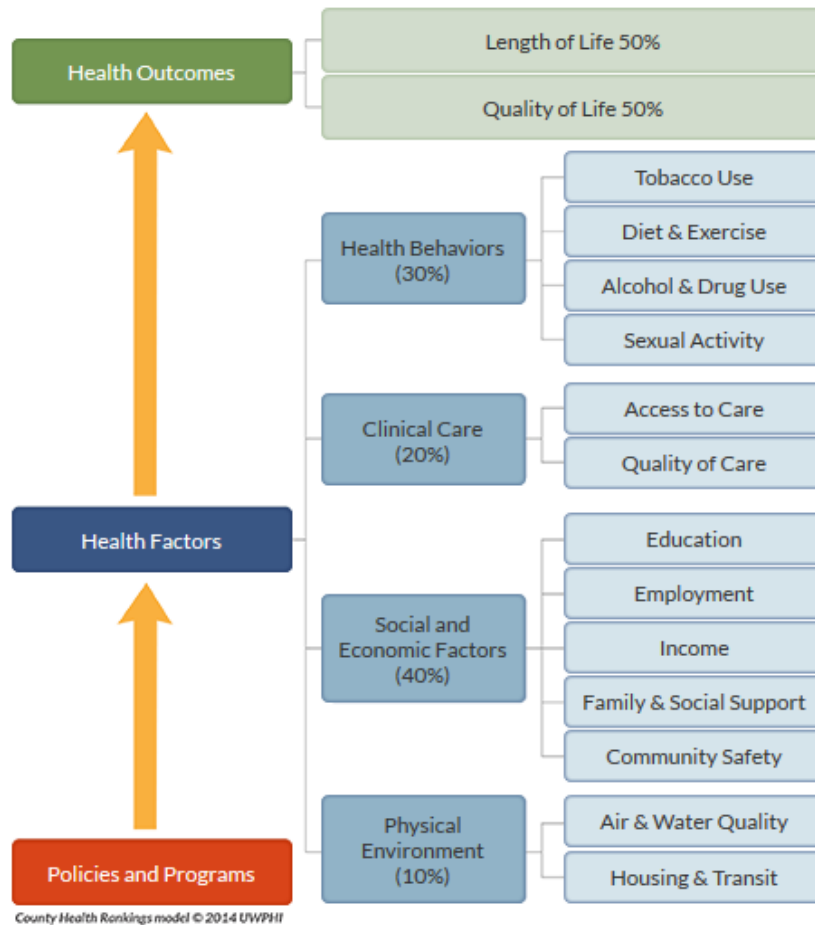 Health Outcomes
Length of Life 50%
Quality of Life 50%
Health Factors
Health Behaviors
(30%)
Tobacco Use
Diet & Exercise
Alcohol & Drug Use
Sexual Activity
Clinical Care
(20%)
Access to Care
Quality of Care
Social and
Economic Factors
(40%)
Education
Employment
Income
Family & Social Support
Community Safety
Physical
Environment
(10%)
Air & Water Quality
Housing & Transit
Policies and Programs
County Health Rankings model © 2014 UWPHI